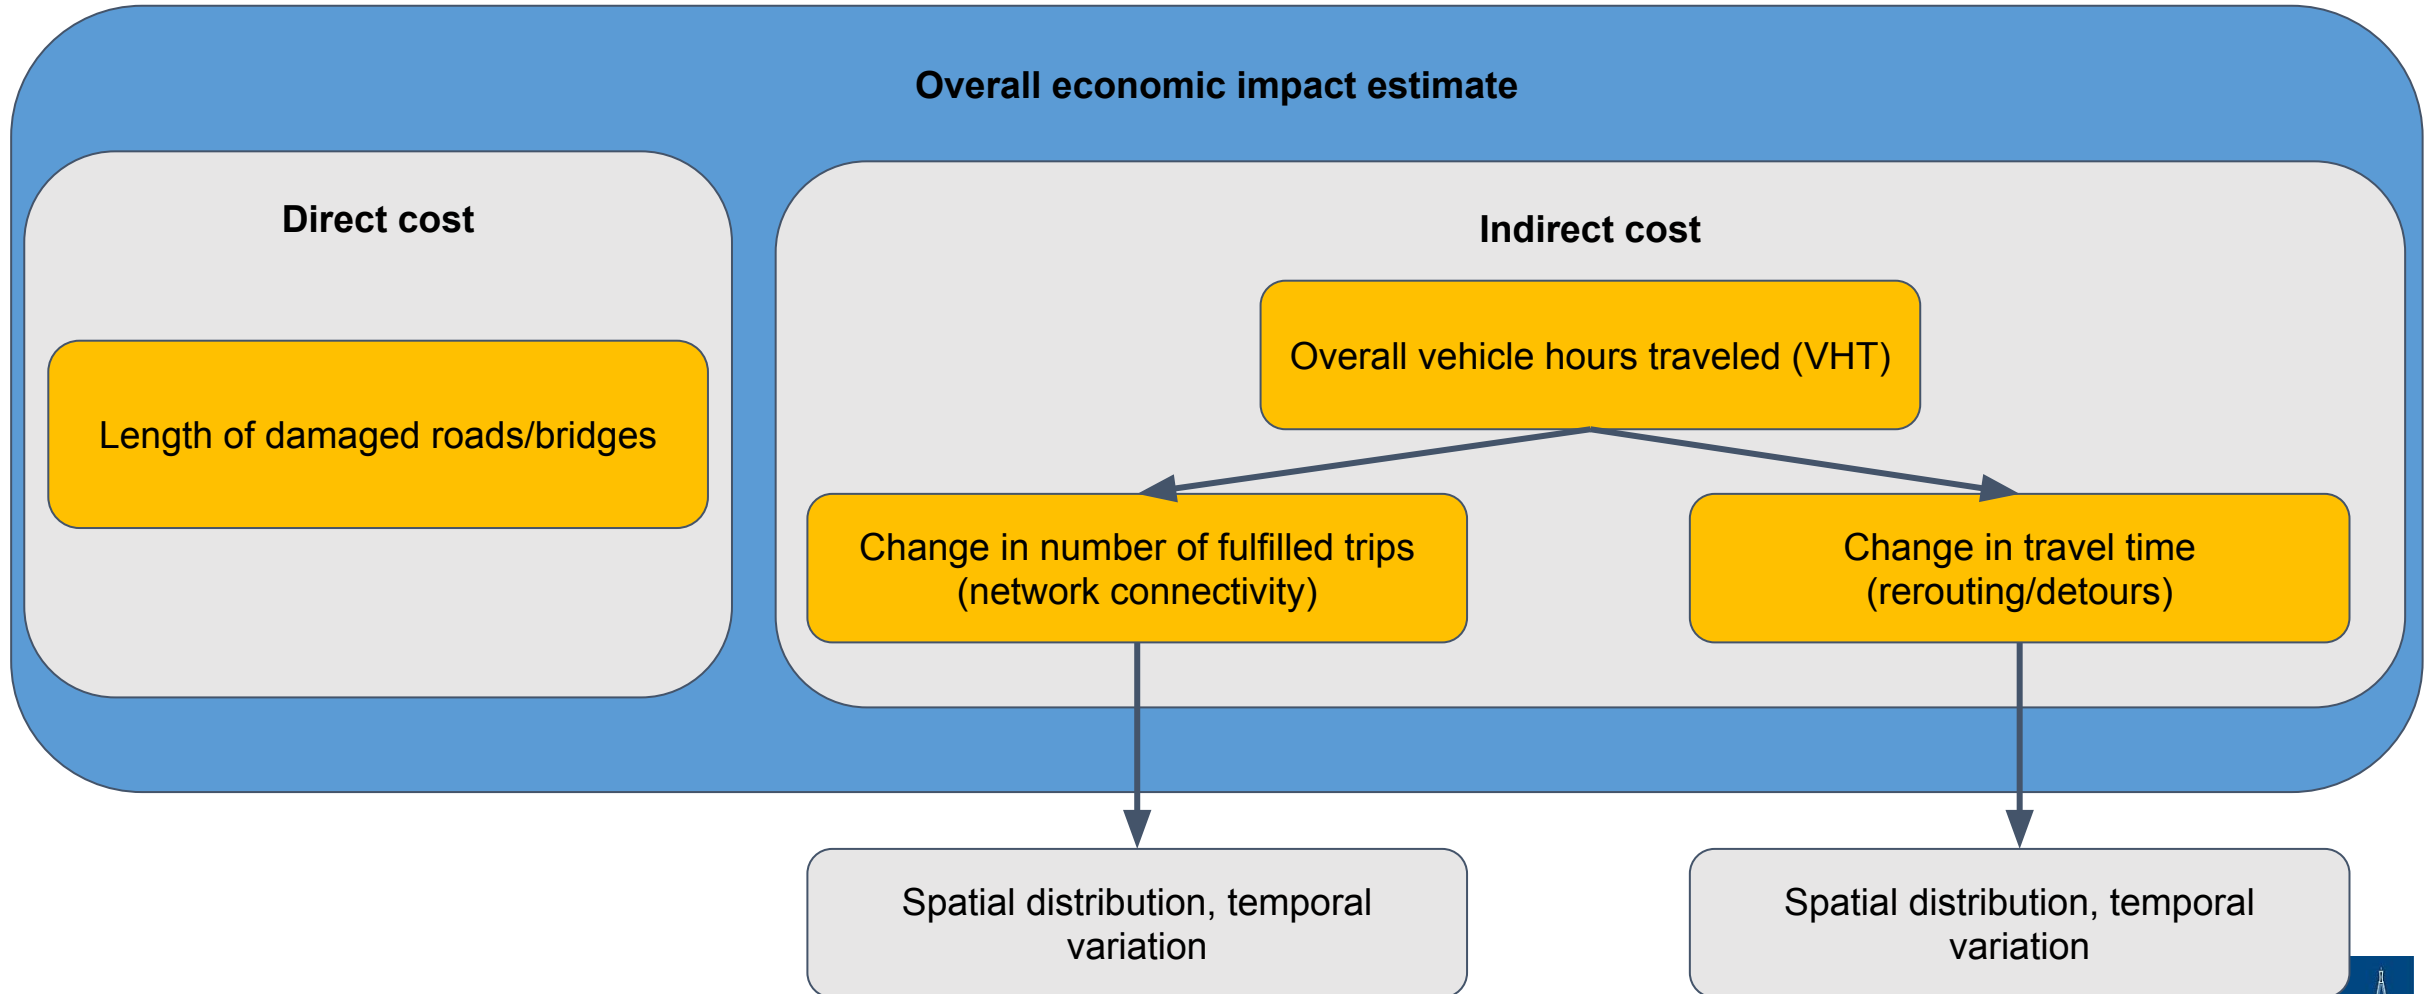 Overall economic impact estimate
Direct cost
Indirect cost
Overall vehicle hours traveled (VHT)
Length of damaged roads/bridges
Change in number of fulfilled trips
(network connectivity)
Change in travel time
(rerouting/detours)
Spatial distribution, temporal
variation
Spatial distribution, temporal
variation